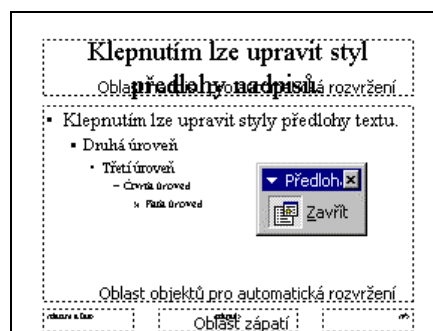 Klepnutím lze upravit styl
předlohy nadpisů
Oblast nadpisů pro automatická rozvržení
• Klepnutím lze upravit styly předlohy textu.
• Druhá úroveň
• Třetí úroveň
– Čtvrtá úroveň
» Pátá úroveň
Předloh
Zavřít
Oblast objektů pro automatická rozvržení
Oblast zápatí